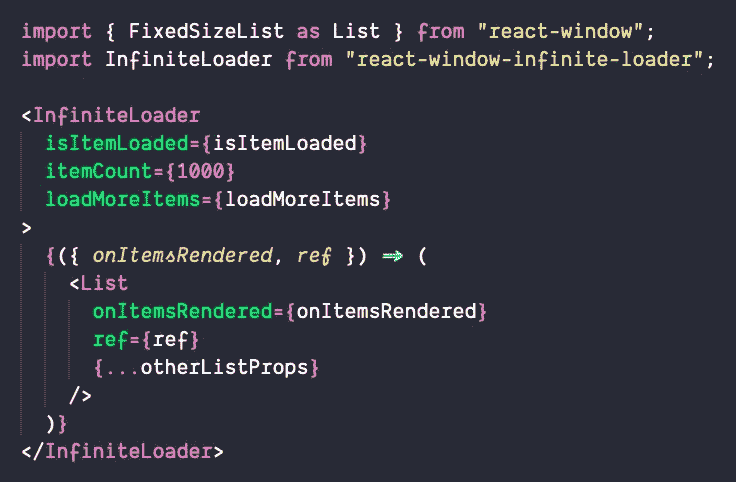 import { FixedSizeList as List } from "react-window";
import InfiniteLoader from "react-window-infinite-loader";

<InfiniteLoader
  isItemLoaded={isItemLoaded}
  itemCount={1000}
  loadMoreItems={loadMoreItems}
>
  {({ onItemsRendered, ref }) => (
    <List
      onItemsRendered={onItemsRendered}
      ref={ref}
      {...otherListProps}
    />
  )}
</InfiniteLoader>